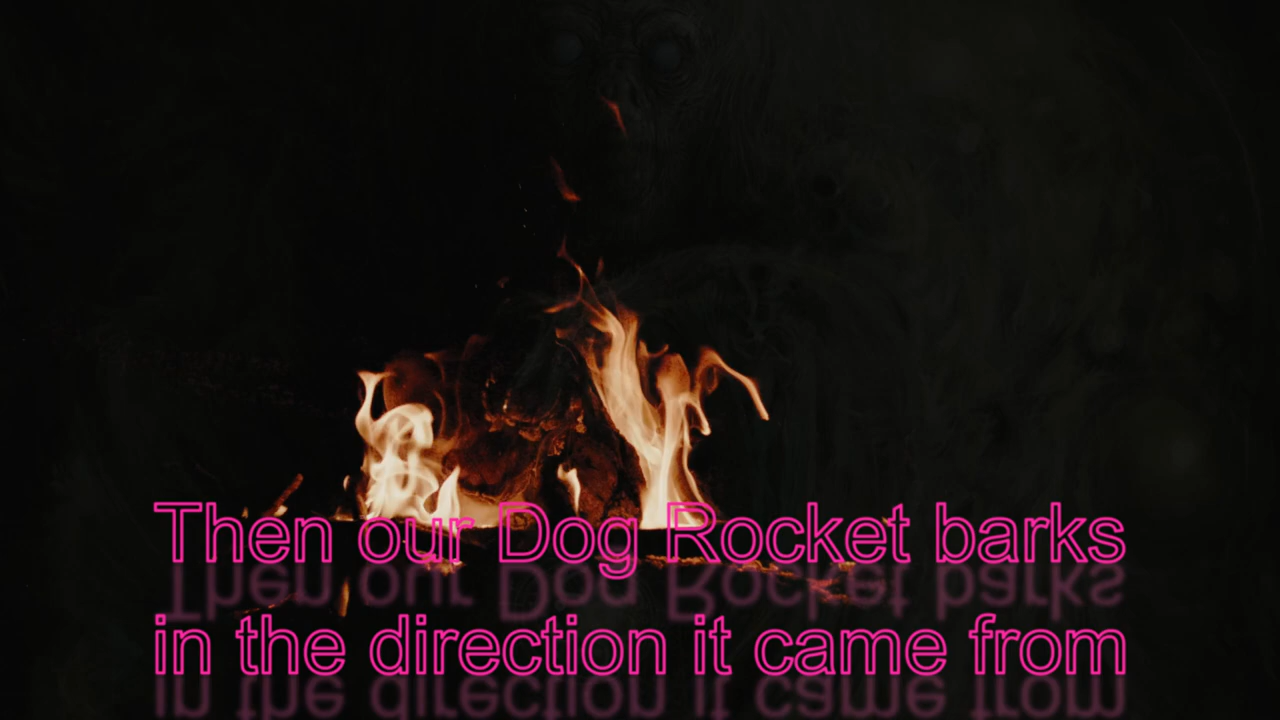 Then our Dog Rocket barks
in the direction it came from